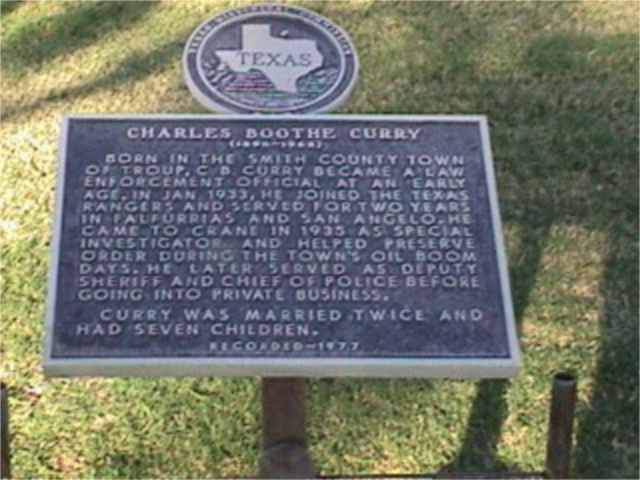 TEXAS HISTORICAL COMMISSION
TEXAS
CHARLES BOOTHE CURRY
BORN IN THE SMITH COUNTY TOWN
OF TROUP, C. B. CURRY BECAME A LAW
ENFORCEMENT OFFICIAL AT AN EARLY
AGE. IN JAN. 1933, HE JOINED THE TEXAS
RANGERS AND SERVED FOR TWO YEARS
IN FALFURRIAS AND SAN ANGELO. HE
CAME TO CRANE IN 1935 AS SPECIAL
INVESTIGATOR AND HELPED PRESERVE
ORDER DURING THE TOWN'S OIL BOOM
DAYS. HE LATER SERVED AS DEPUTY
SHERIFF AND CHIEF OF POLICE BEFORE
GOING INTO PRIVATE BUSINESS.
CURRY WAS MARRIED TWICE AND
HAD SEVEN CHILDREN.
RECORDED-1977